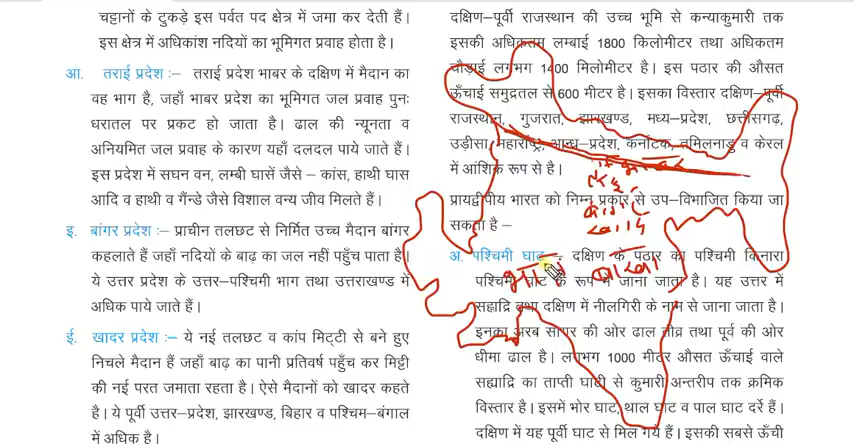 चट्टानों के टुकड़े इस पर्वत पद क्षेत्र में जमा कर देती हैं।
इस क्षेत्र में अधिकांश नदियों का भूमिगत प्रवाह होता है।
आ. तराई प्रदेश :– तराई प्रदेश भाबर के दक्षिण में मैदान का
वह भाग है, जहाँ भाबर प्रदेश का भूमिगत जल प्रवाह पुनः
धरातल पर प्रकट हो जाता है। ढाल की न्यूनता व
अनियमित जल प्रवाह के कारण यहाँ दलदल पाये जाते हैं।
इस प्रदेश में सघन वन, लम्बी घासें जैसे – कांस, हाथी घास
आदि व हाथी व गैंन्डे जैसे विशाल वन्य जीव मिलते हैं।
इ. बांगर प्रदेश :– प्राचीन तलछट से निर्मित उच्च मैदान बांगर
कहलाते हैं जहाँ नदियों के बाढ़ का जल नहीं पहुँच पाता है।
ये उत्तर प्रदेश के उत्तर–पश्चिमी भाग तथा उत्तराखण्ड में
अधिक पाये जाते हैं।
ई. खादर प्रदेश :– ये नई तलछट व कांप मिट्टी से बने हुए
निचले मैदान हैं जहाँ बाढ़ का पानी प्रतिवर्ष पहुँच कर मिट्टी
की नई परत जमाता रहता है। ऐसे मैदानों को खादर कहते
है। ये पूर्वी उत्तर–प्रदेश, झारखण्ड, बिहार व पश्चिम–बंगाल
में अधिक है।
दक्षिण–पूर्वी राजस्थान की उच्च भूमि से कन्याकुमारी तक
इसकी अधिकतम लम्बाई 1800 किलोमीटर तथा अधिकतम
चौड़ाई लगभग 1400 मिलोमीटर है। इस पठार की औसत
ऊँचाई समुद्रतल से 600 मीटर है। इसका विस्तार दक्षिण–पूर्वी
राजस्थान, गुजरात, झारखण्ड, मध्य–प्रदेश, छत्तीसगढ़,
उड़ीसा, महाराष्ट्र, आन्ध्र–प्रदेश, कर्नाटक, तमिलनाडु व केरल
में आंशिक रूप से है।
प्रायद्वीपीय भारत को निम्न प्रकार से उप–विभाजित किया जा
सकता है –
अ. पश्चिमी घाट – दक्षिण के पठार का पश्चिमी किनारा
पश्चिमी घाट के रूप में जाना जाता है। यह उत्तर में
सह्याद्रि तथा दक्षिण में नीलगिरी के नाम से जाना जाता है।
इनका अरब सागर की ओर ढाल तीव्र तथा पूर्व की ओर
धीमा ढाल है। लगभग 1000 मीटर औसत ऊँचाई वाले
सह्याद्रि का ताप्ती घाटी से कुमारी अन्तरीप तक क्रमिक
विस्तार है। इसमें भोर घाट, थाल घाट व पाल घाट दर्रे हैं।
दक्षिण में यह पूर्वी घाट से मिल गये हैं। इसकी सबसे ऊँची